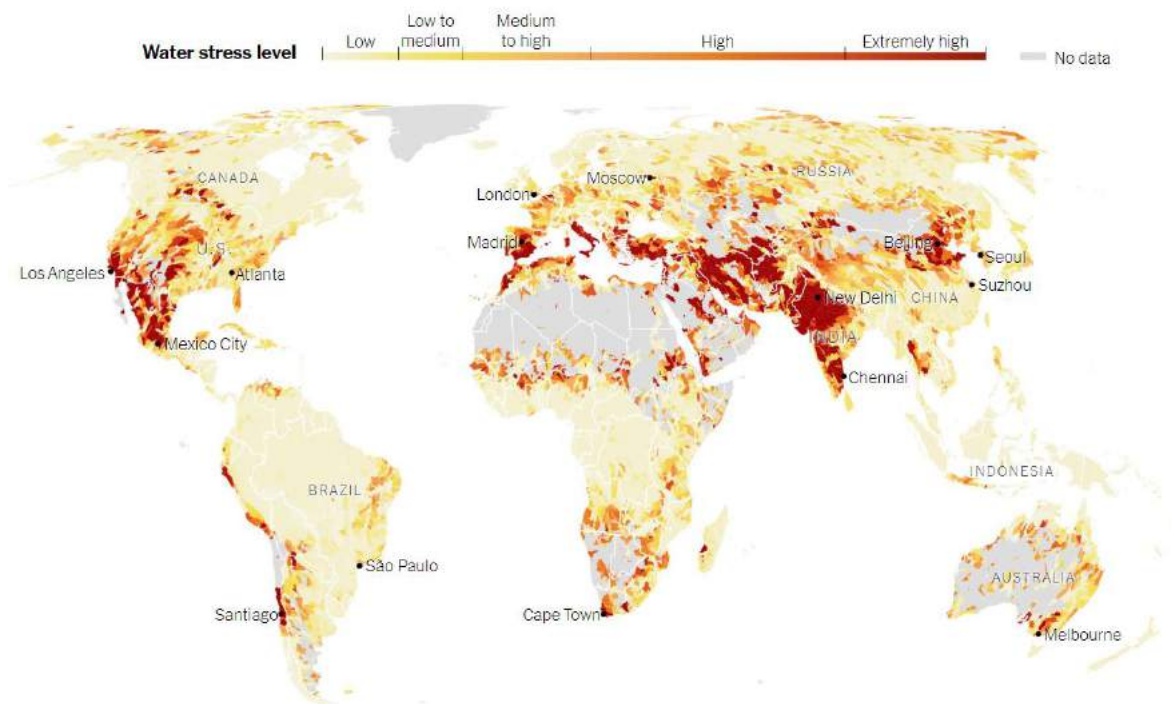 Water stress level
Low
Low to
medium
Medium
to high
High
Extremely high
No data
CANADA
RUSSIA
Moscow
London
U.S.
Madrid
Beijing
Seoul
Los Angeles
Atlanta
Suzhou
New Delhi
CHINA
Mexico City
INDIA
Chennai
INDONESIA
BRAZIL
São Paulo
AUSTRALIA
Santiago
Cape Town
Melbourne